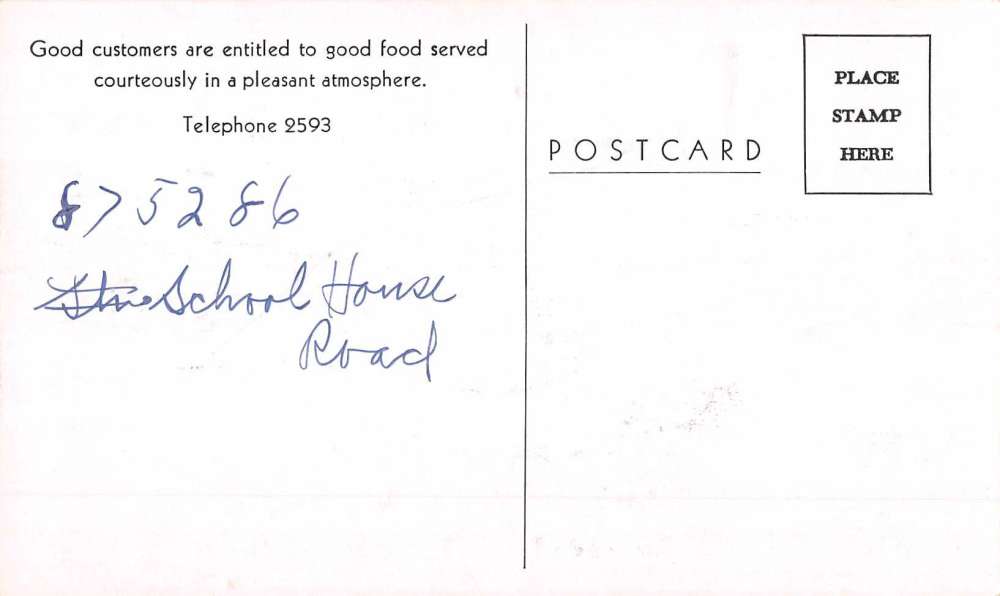 Good customers are entitled to good food served
courteously in a pleasant atmosphere.
Telephone 2593
875286
School House
Road
POSTCARD
PLACE
STAMP
HERE